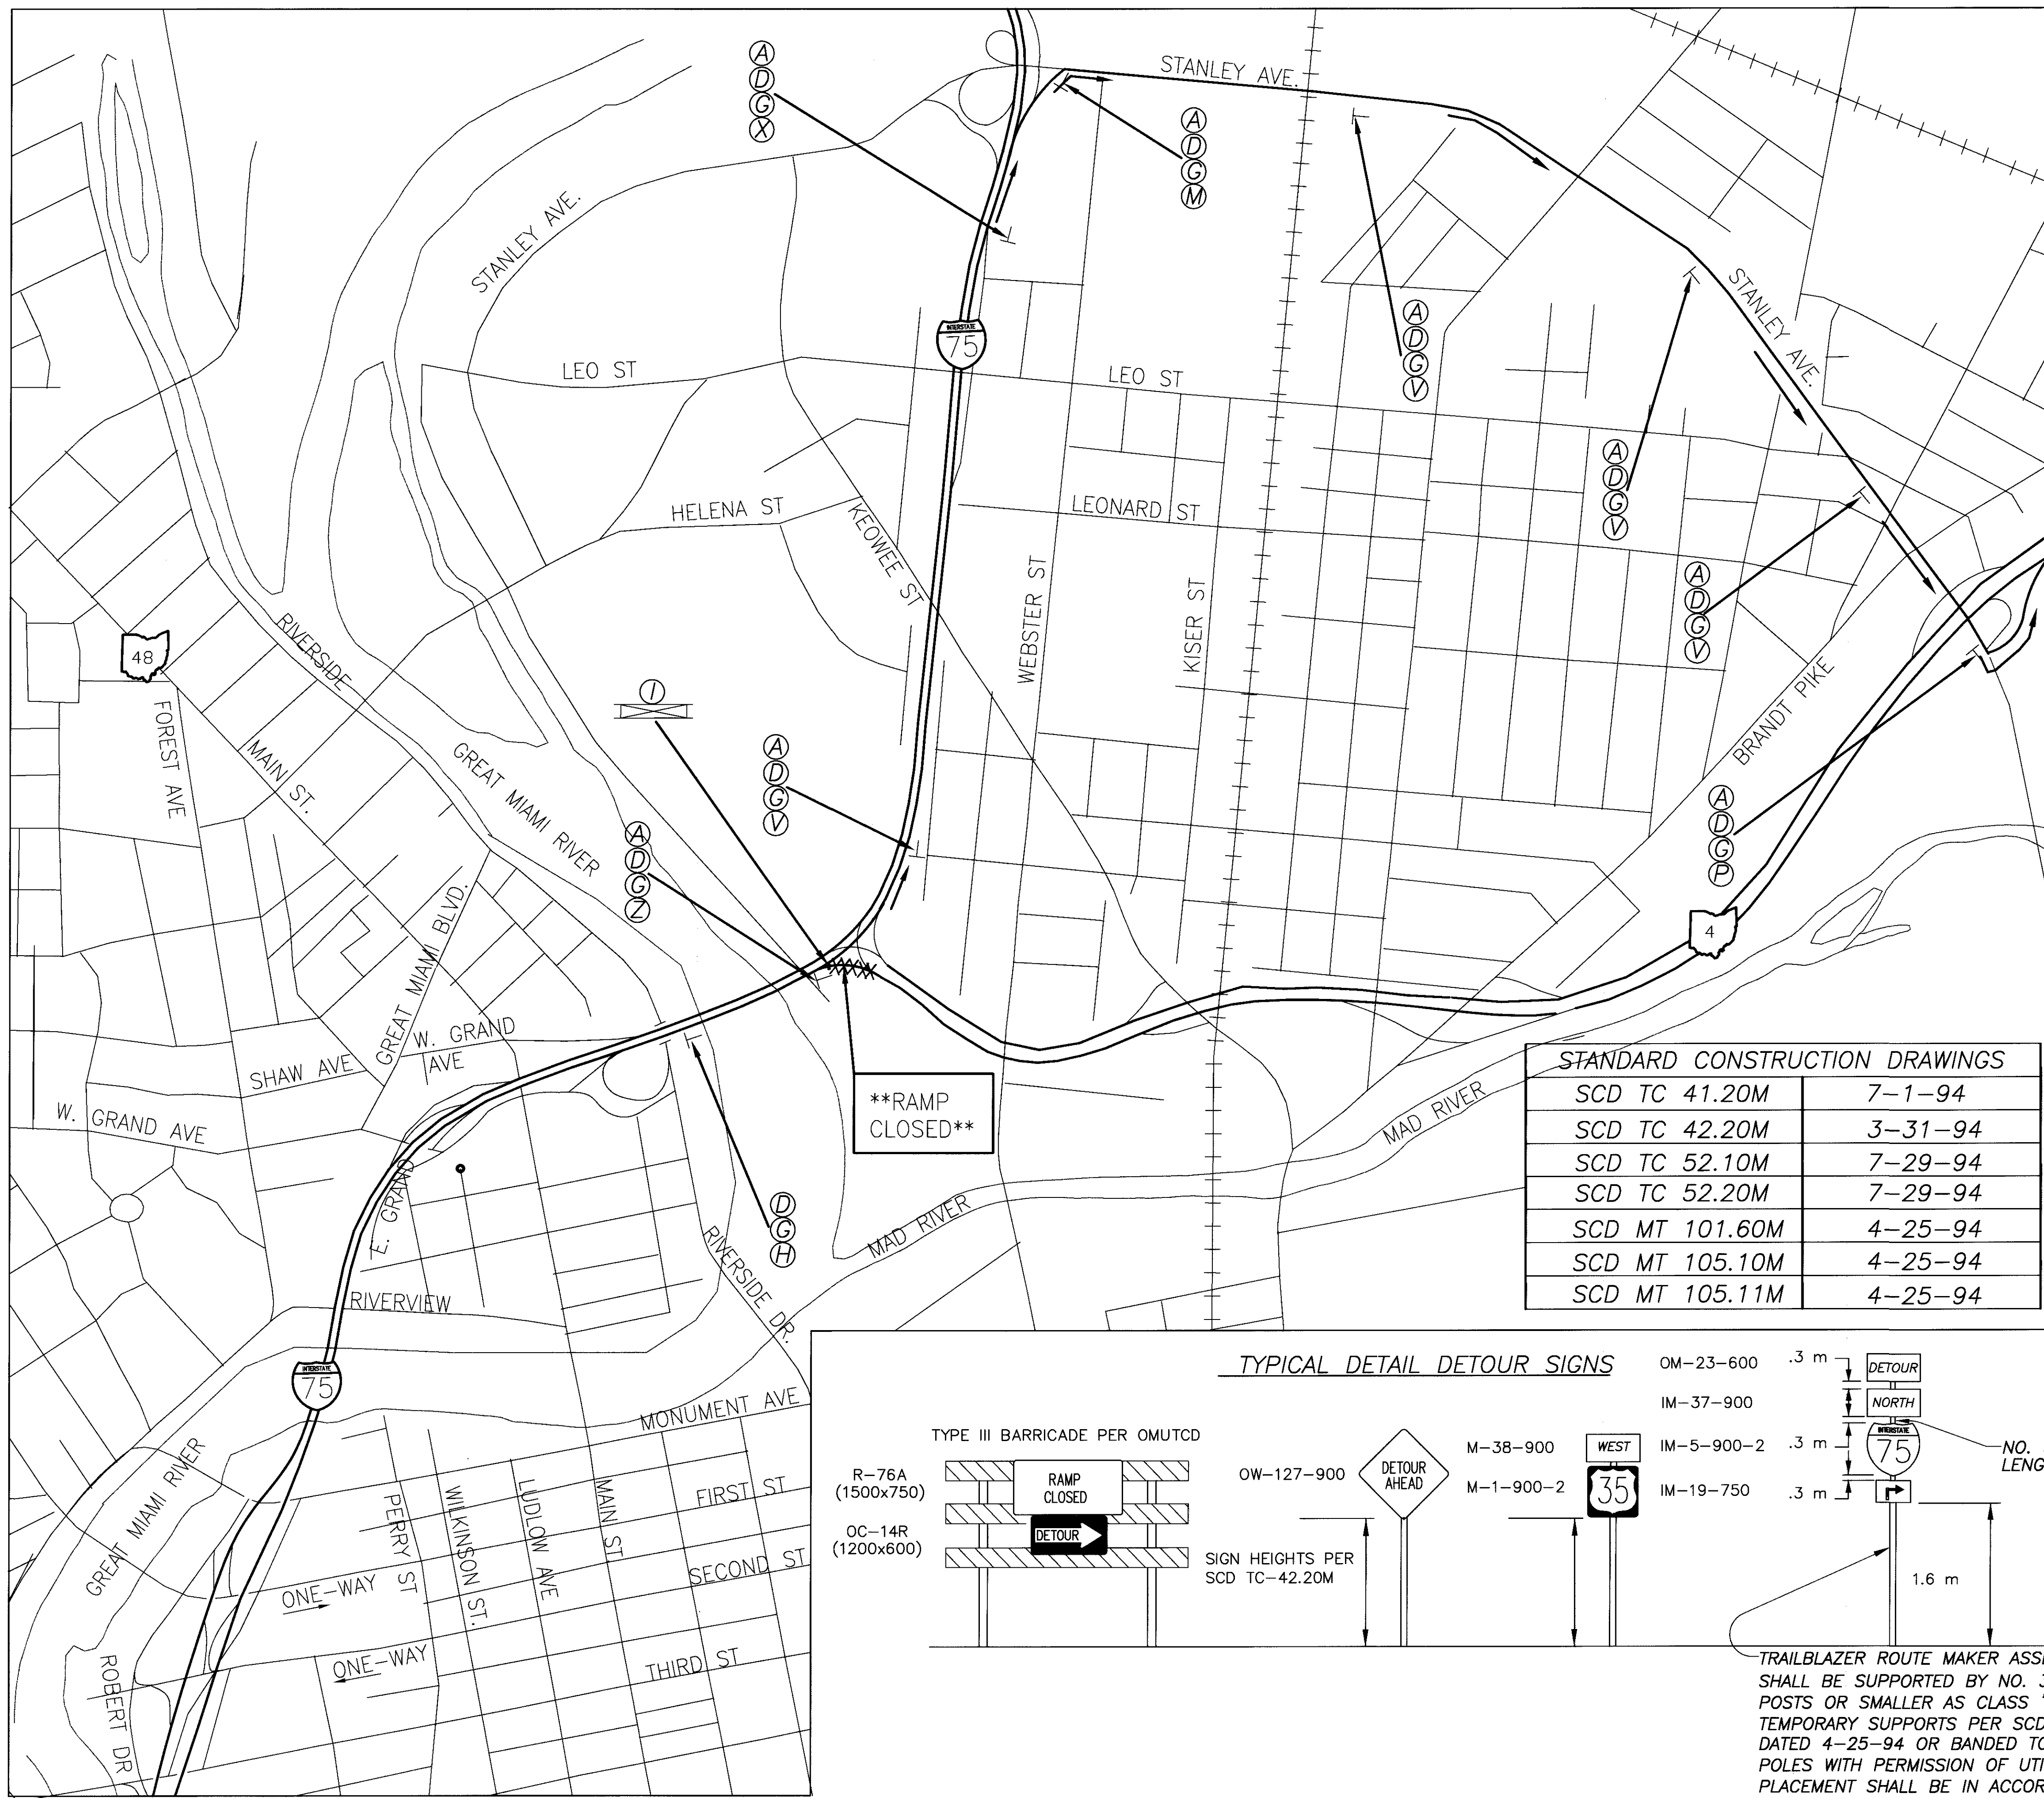 A
D
G
X
STANLEY AVE.
A
D
G
M
STANLEY AVE.
INTERSTATE
75
A
D
G
V
STANLEY AVE.
LEO ST
LEO ST
A
D
G
V
HELENA ST
KEOWEE ST
LEONARD ST
WEBSTER ST
KISER ST
A
D
G
V
48
RIVERSIDE
FOREST AVE
MAIN ST.
GREAT MIAMI RIVER
I
A
D
G
V
BRANDT PIKE
A
D
G
P
A
D
G
Z
GREAT MIAMI BLVD.
4
W. GRAND
AVE
SHAW AVE
W. GRAND AVE
**RAMP
CLOSED**
MAD RIVER
MAD RIVER
E. GRAND
D
G
H
RIVERSIDE DR.
RIVERVIEW
INTERSTATE
75
MONUMENT AVE
GREAT MIAMI RIVER
PERRY ST
WILKINSON ST.
LUDLOW AVE
MAIN ST
FIRST ST
SECOND ST
ONE-WAY
ONE-WAY
THIRD ST
ROBERT DR
STANDARD CONSTRUCTION DRAWINGS
SCD TC 41.20M 7-1-94
SCD TC 42.20M 3-31-94
SCD TC 52.10M 7-29-94
SCD TC 52.20M 7-29-94
SCD MT 101.60M 4-25-94
SCD MT 105.10M 4-25-94
SCD MT 105.11M 4-25-94
TYPICAL DETAIL DETOUR SIGNS
TYPE III BARRICADE PER OMUTCD
R-76A
(1500x750)
RAMP
CLOSED
OC-14R
(1200x600)
DETOUR
OW-127-900
DETOUR
AHEAD
SIGN HEIGHTS PER
SCD TC-42.20M
M-38-900
WEST
M-1-900-2
35
OM-23-600 .3 m
DETOUR
IM-37-900
NORTH
IM-5-900-2 .3 m
INTERSTATE
75
IM-19-750 .3 m
NO.
LENG
1.6 m
TRAILBLAZER ROUTE MAKER ASS
SHALL BE SUPPORTED BY NO. 3
POSTS OR SMALLER AS CLASS
TEMPORARY SUPPORTS PER SCD
DATED 4-25-94 OR BANDED TO
POLES WITH PERMISSION OF UTI
PLACEMENT SHALL BE IN ACCOR